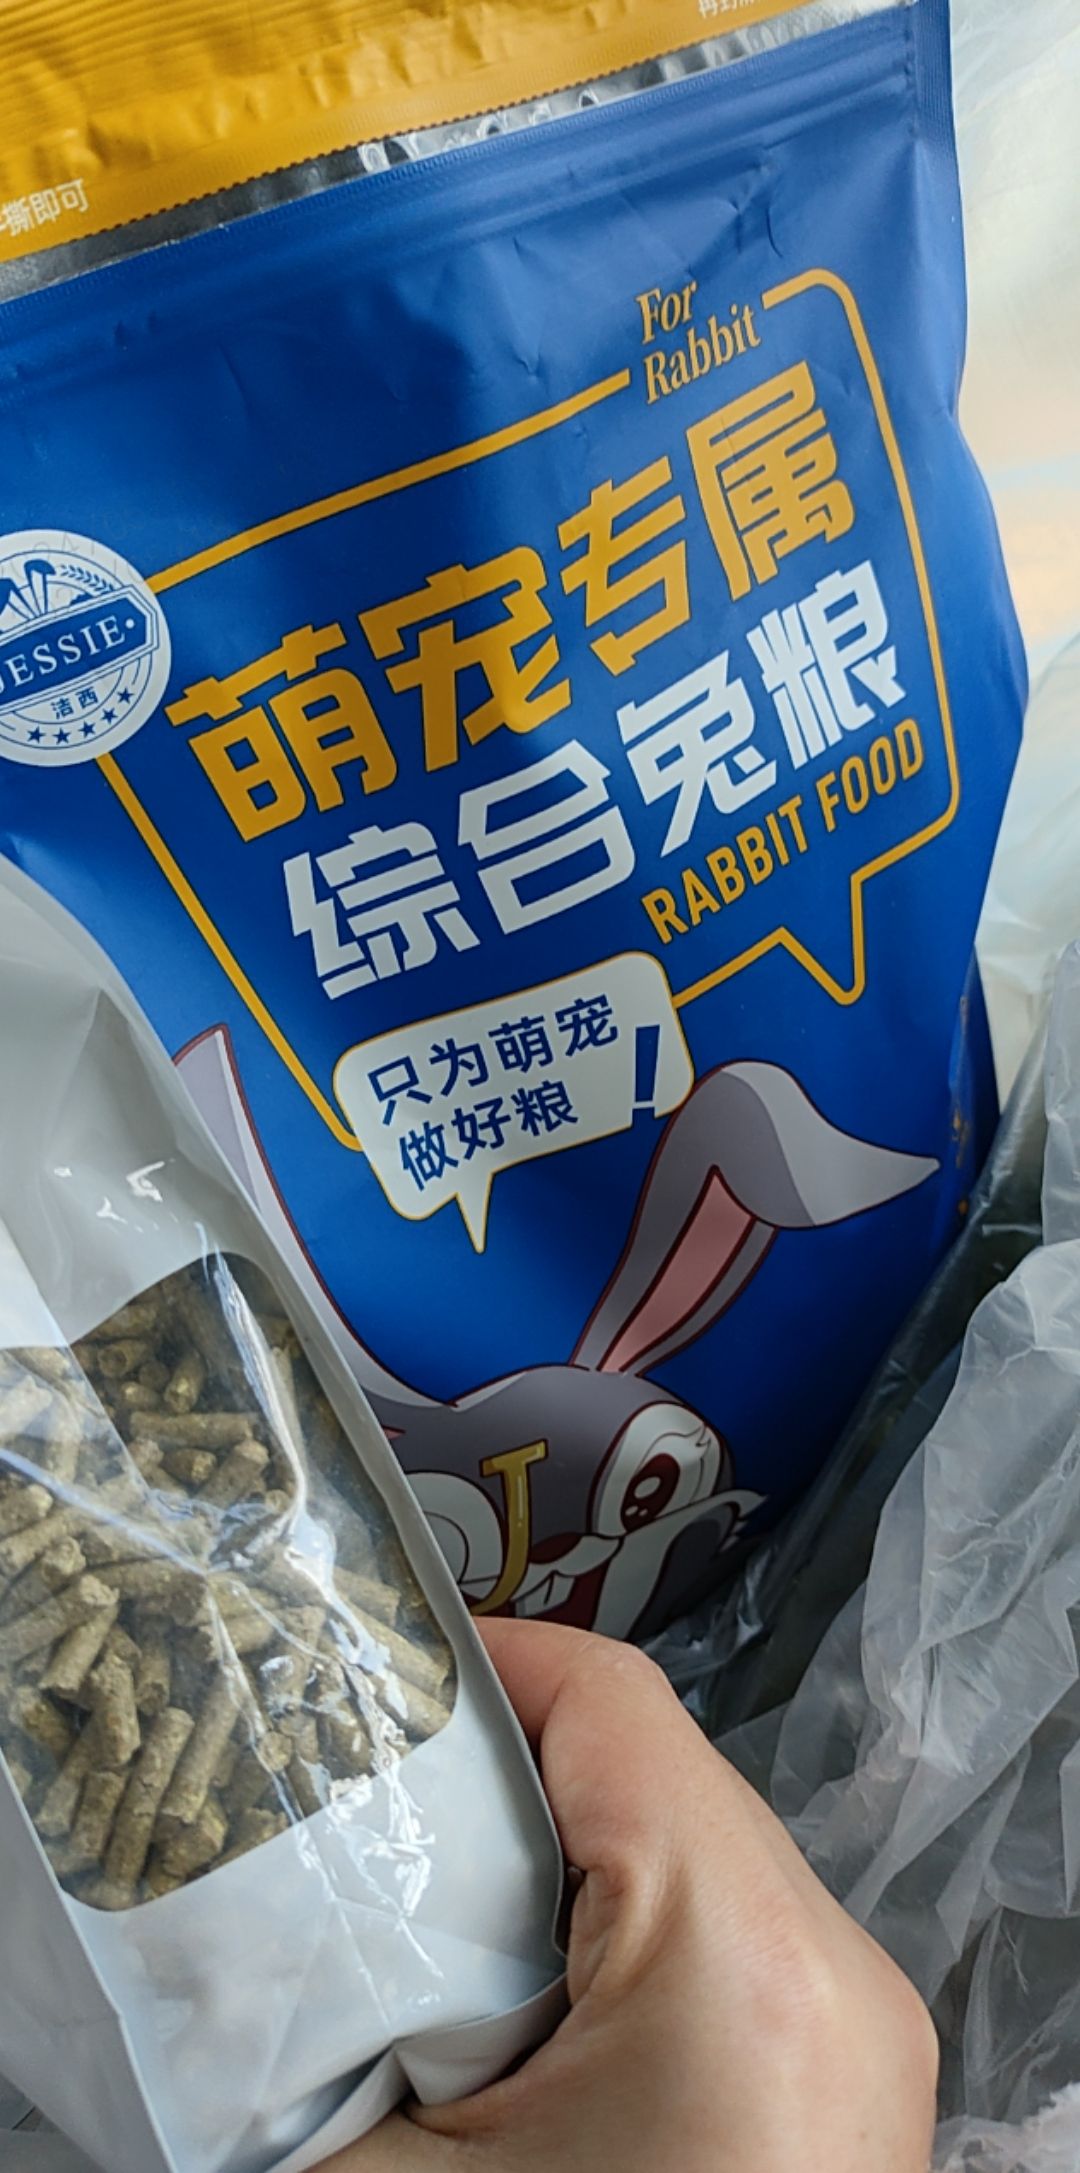 撕即可
For
Rabbit
萌宠专属
综合兔粮
RABBIT FOOD
JESSIE
洁西
只为萌宠
做好粮!
J